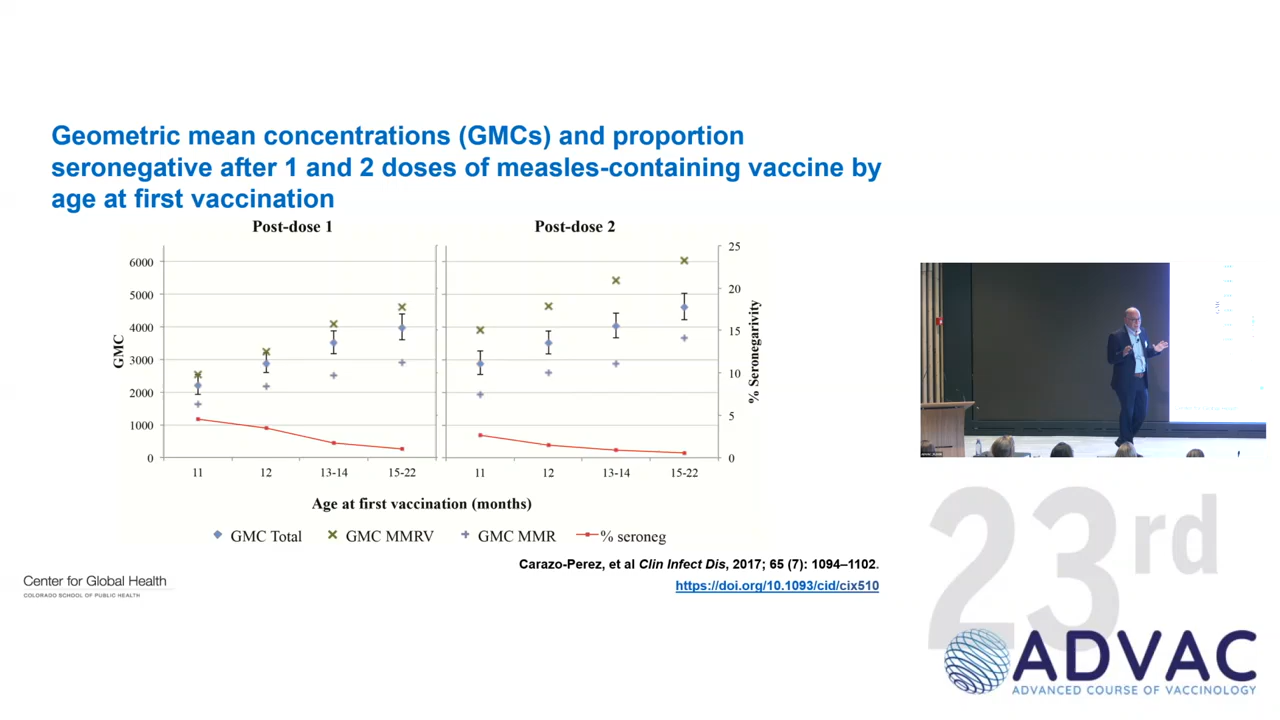 Geometric mean concentrations (GMCs) and proportion
seronegative after 1 and 2 doses of measles-containing vaccine by
age at first vaccination
Post-dose 1
Post-dose 2
GMC
6000
5000
4000
3000
2000
1000
0
25
20
15
10
5
0
% Seronegarivity
11
12
13-14
15-22
11
12
13-14
15-22
Age at first vaccination (months)
GMC Total
GMC MMRV
GMC MMR
% seroneg
Carazo-Perez, et al Clin Infect Dis, 2017; 65 (7): 1094–1102.
https://doi.org/10.1093/cid/cix510
Center for Global Health
COLORADO SCHOOL OF PUBLIC HEALTH
23rd
ADVAC
ADVANCED COURSE OF VACCINOLOGY